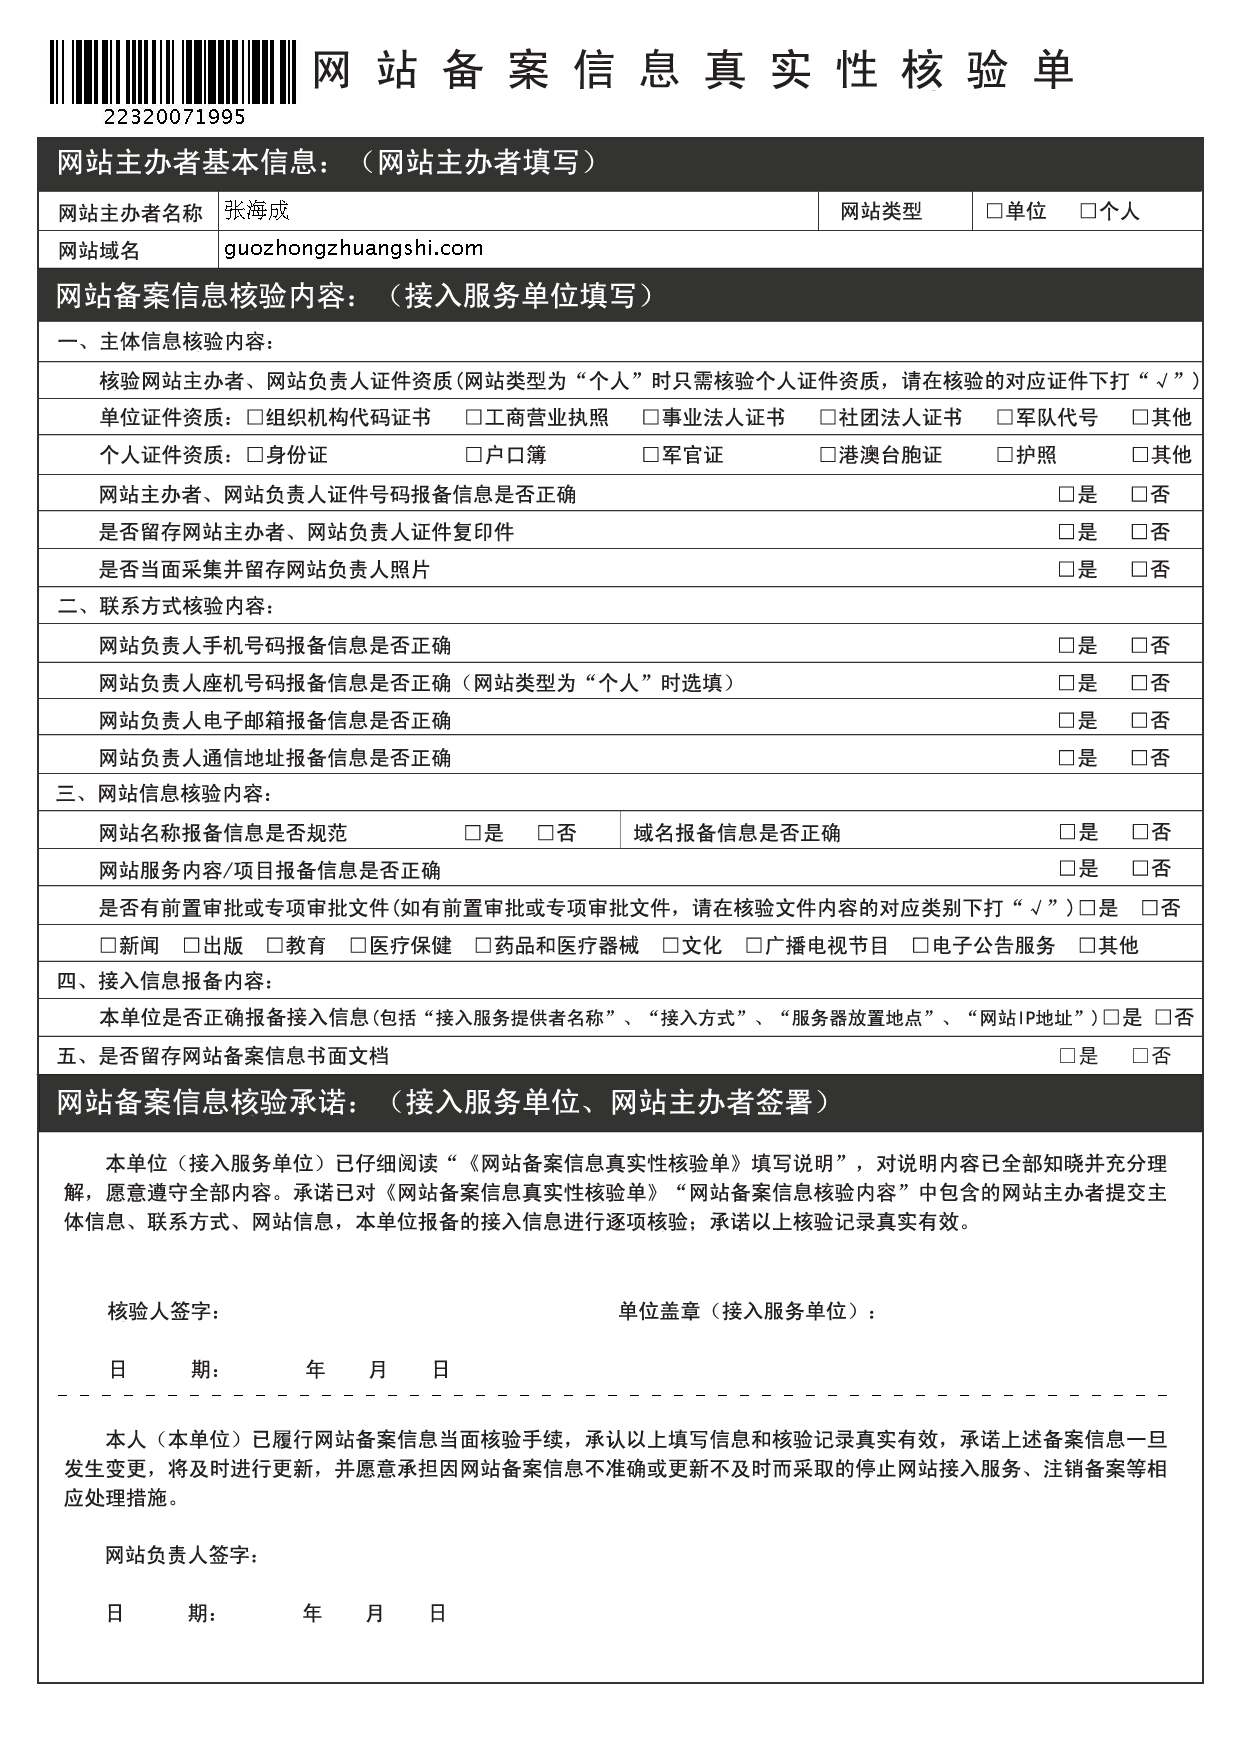 网站备案信息真实性核验单
22320071995
网站主办者基本信息：（网站主办者填写）
网站主办者名称 张海成 网站类型 □单位 □个人
网站域名 guozhongzhuangshi.com
网站备案信息核验内容：（接入服务单位填写）
一、主体信息核验内容：
核验网站主办者、网站负责人证件资质(网站类型为“个人”时只需核验个人证件资质，请在核验的对应证件下打“√”)
单位证件资质：□组织机构代码证书 □工商营业执照 □事业法人证书 □社团法人证书 □军队代号 □其他
个人证件资质：□身份证 □户口簿 □军官证 □港澳台胞证 □护照 □其他
网站主办者、网站负责人证件号码报备信息是否正确 □是 □否
是否留存网站主办者、网站负责人证件复印件 □是 □否
是否当面采集并留存网站负责人照片 □是 □否
二、联系方式核验内容：
网站负责人手机号码报备信息是否正确 □是 □否
网站负责人座机号码报备信息是否正确（网站类型为“个人”时选填） □是 □否
网站负责人电子邮箱报备信息是否正确 □是 □否
网站负责人通信地址报备信息是否正确 □是 □否
三、网站信息核验内容：
网站名称报备信息是否规范 □是 □否 域名报备信息是否正确 □是 □否
网站服务内容/项目报备信息是否正确 □是 □否
是否有前置审批或专项审批文件(如有前置审批或专项审批文件，请在核验文件内容的对应类别下打“√”)□是 □否
□新闻 □出版 □教育 □医疗保健 □药品和医疗器械 □文化 □广播电视节目 □电子公告服务 □其他
四、接入信息报备内容：
本单位是否正确报备接入信息(包括“接入服务提供者名称”、“接入方式”、“服务器放置地点”、“网站IP地址”)□是 □否
五、是否留存网站备案信息书面文档 □是 □否
网站备案信息核验承诺：（接入服务单位、网站主办者签署）
本单位（接入服务单位）已仔细阅读“《网站备案信息真实性核验单》填写说明”，对说明内容已全部知晓并充分理
解，愿意遵守全部内容。承诺已对《网站备案信息真实性核验单》“网站备案信息核验内容”中包含的网站主办者提交主
体信息、联系方式、网站信息，本单位报备的接入信息进行逐项核验；承诺以上核验记录真实有效。
核验人签字： 单位盖章（接入服务单位）：
日 期： 年 月 日
本人（本单位）已履行网站备案信息当面核验手续，承认以上填写信息和核验记录真实有效，承诺上述备案信息一旦
发生变更，将及时进行更新，并愿意承担因网站备案信息不准确或更新不及时而采取的停止网站接入服务、注销备案等相
应处理措施。
网站负责人签字：
日 期： 年 月 日